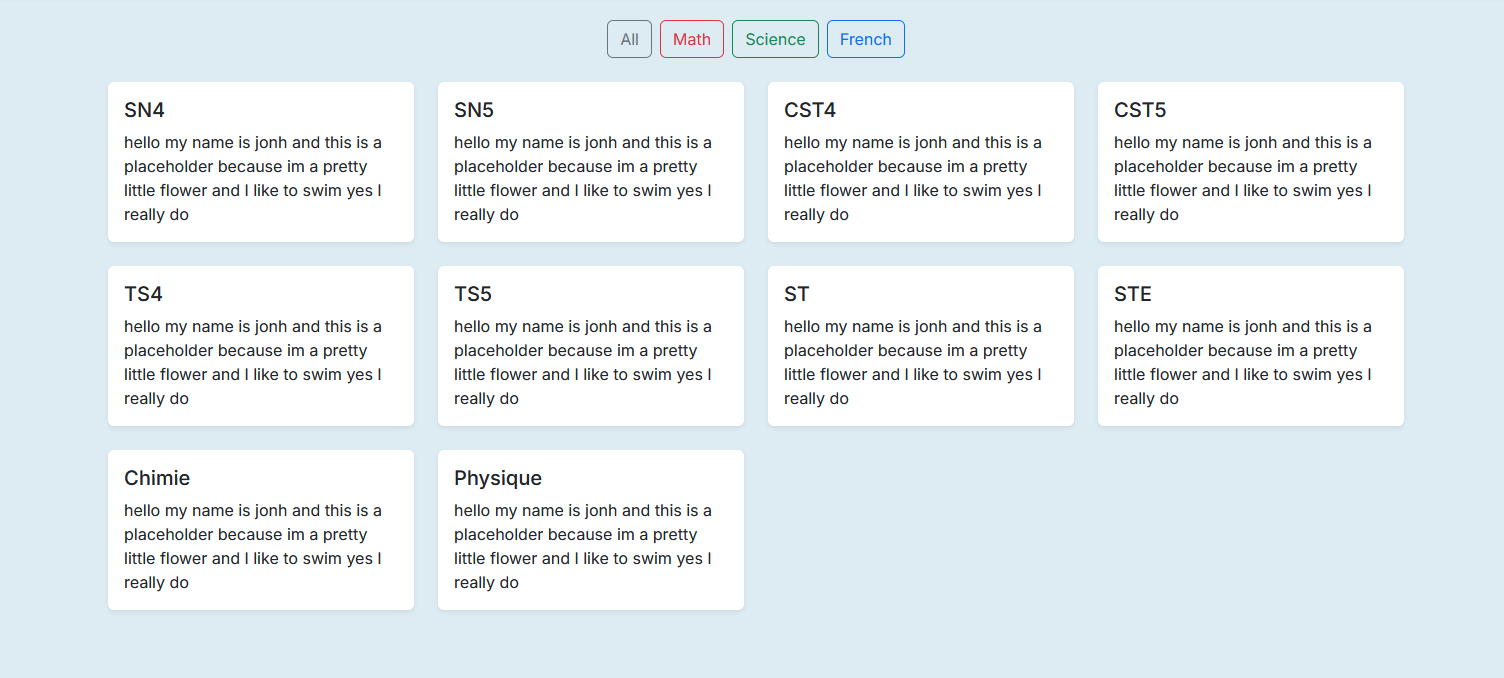 All
Math
Science
French
SN4
hello my name is jonh and this is a
placeholder because im a pretty
little flower and I like to swim yes I
really do
SN5
hello my name is jonh and this is a
placeholder because im a pretty
little flower and I like to swim yes I
really do
CST4
hello my name is jonh and this is a
placeholder because im a pretty
little flower and I like to swim yes I
really do
CST5
hello my name is jonh and this is a
placeholder because im a pretty
little flower and I like to swim yes I
really do
TS4
hello my name is jonh and this is a
placeholder because im a pretty
little flower and I like to swim yes I
really do
TS5
hello my name is jonh and this is a
placeholder because im a pretty
little flower and I like to swim yes I
really do
ST
hello my name is jonh and this is a
placeholder because im a pretty
little flower and I like to swim yes I
really do
STE
hello my name is jonh and this is a
placeholder because im a pretty
little flower and I like to swim yes I
really do
Chimie
hello my name is jonh and this is a
placeholder because im a pretty
little flower and I like to swim yes I
really do
Physique
hello my name is jonh and this is a
placeholder because im a pretty
little flower and I like to swim yes I
really do